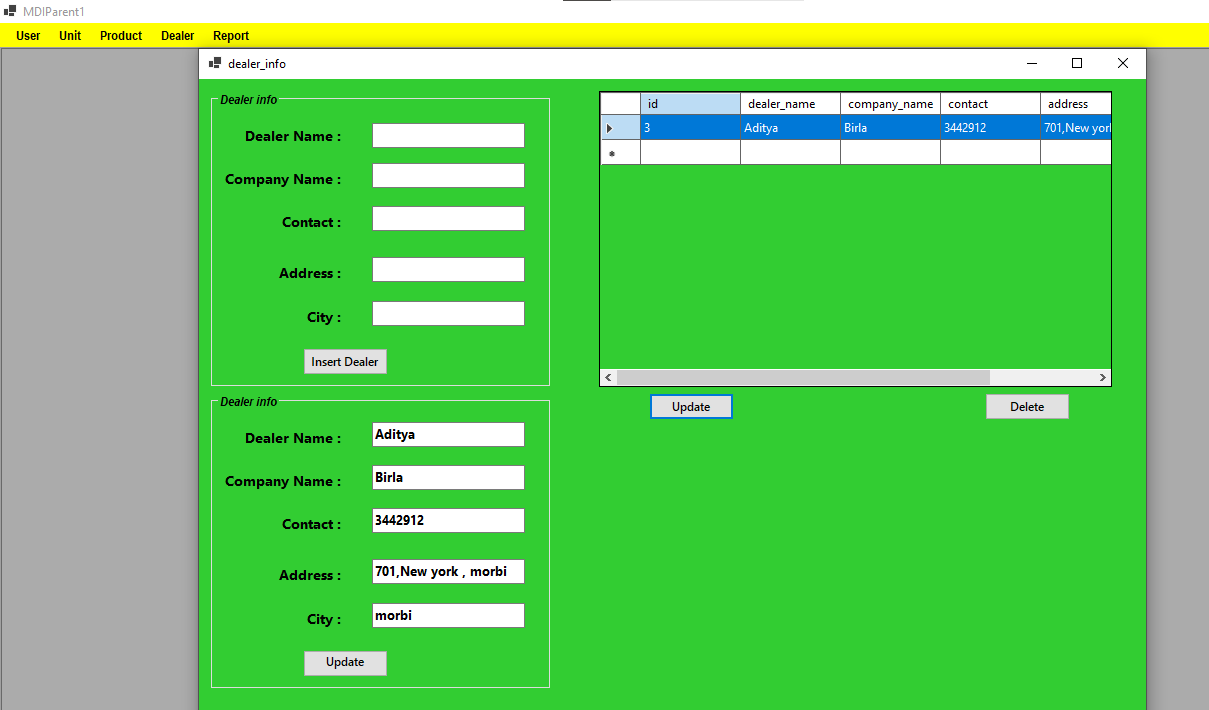 MDIParent1
User Unit Product Dealer Report
dealer_info
Dealer info
Dealer Name :
Company Name :
Contact :
Address :
City :
Insert Dealer
id dealer_name company_name contact address
3 Aditya Birla 3442912 701,New yorl
Update Delete
Dealer info
Dealer Name : Aditya
Company Name : Birla
Contact : 3442912
Address : 701,New york , morbi
City : morbi
Update